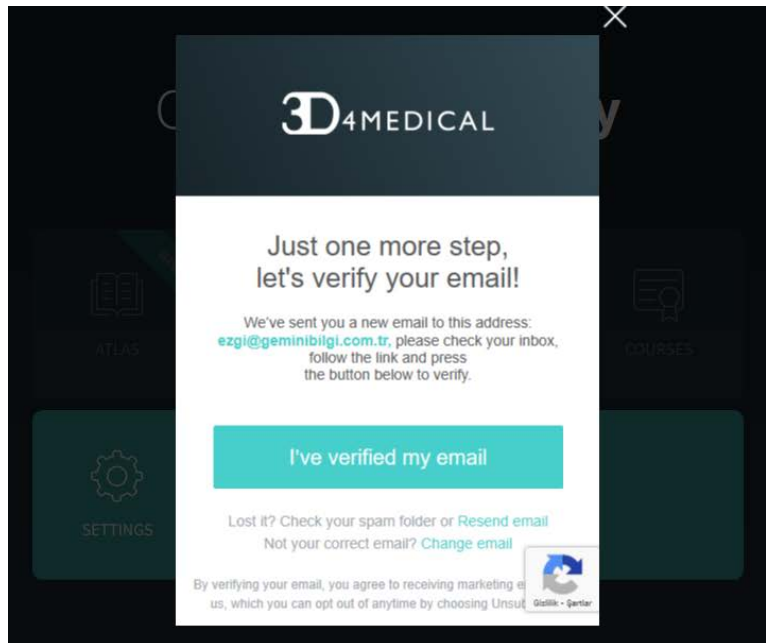 3D4MEDICAL
Just one more step,
let's verify your email!
We've sent you a new email to this address:
ezgi@geminibilgi.com.tr, please check your inbox,
follow the link and press
the button below to verify.
ATLAS
COURSES
I've verified my email
SETTINGS
Lost it? Check your spam folder or Resend email
Not your correct email? Change email
By verifying your email, you agree to receiving marketing
us, which you can opt out of anytime by choosing
Gizlilik - Şartlar